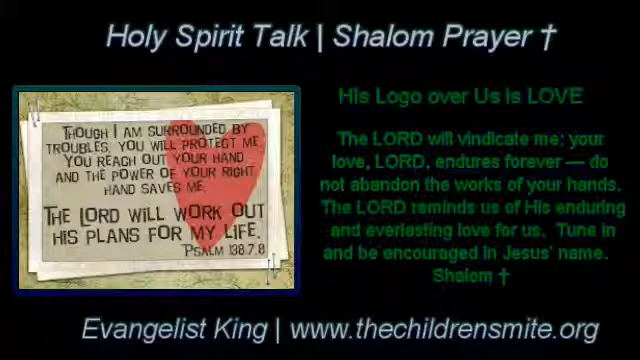 Holy Spirit Talk | Shalom Prayer †
THOUGH I AM SURROUNDED BY
TROUBLES, YOU WILL PROTECT ME.
YOU REACH OUT YOUR HAND
AND THE POWER OF YOUR RIGHT
HAND SAVES ME.
THE LORD WILL WORK OUT
HIS PLANS FOR MY LIFE.
PSALM 138.7,8
His Logo over Us is LOVE
The LORD will vindicate me; your
love, LORD, endures forever — do
not abandon the works of your hands.
The LORD reminds us of His enduring
and everlasting love for us. Tune in
and be encouraged in Jesus' name.
Shalom †
Evangelist King | www.thechildrensmite.org